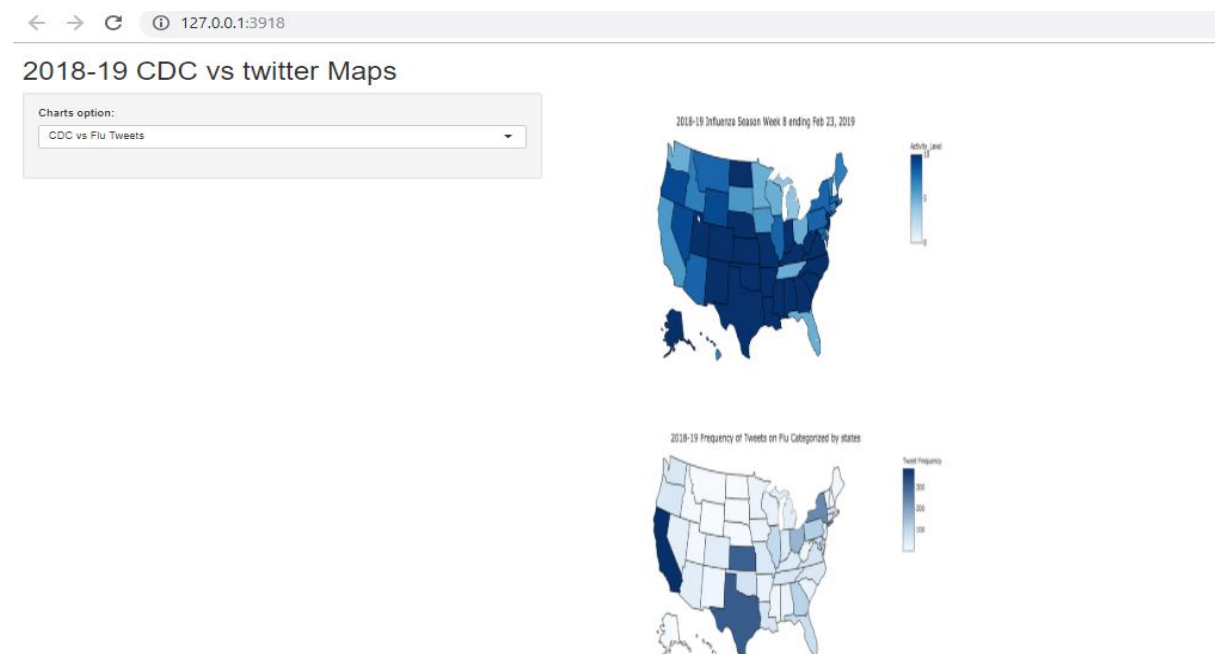 127.0.0.1:3918
2018-19 CDC vs twitter Maps
Charts option:
CDC vs Flu Tweets
2018-19 Influenza Season Week 8 ending Feb 23, 2019
Activity_Level
10
5
0
2018-19 Frequency of Tweets on Flu Categorized by states
Tweet Frequency
300
200
100